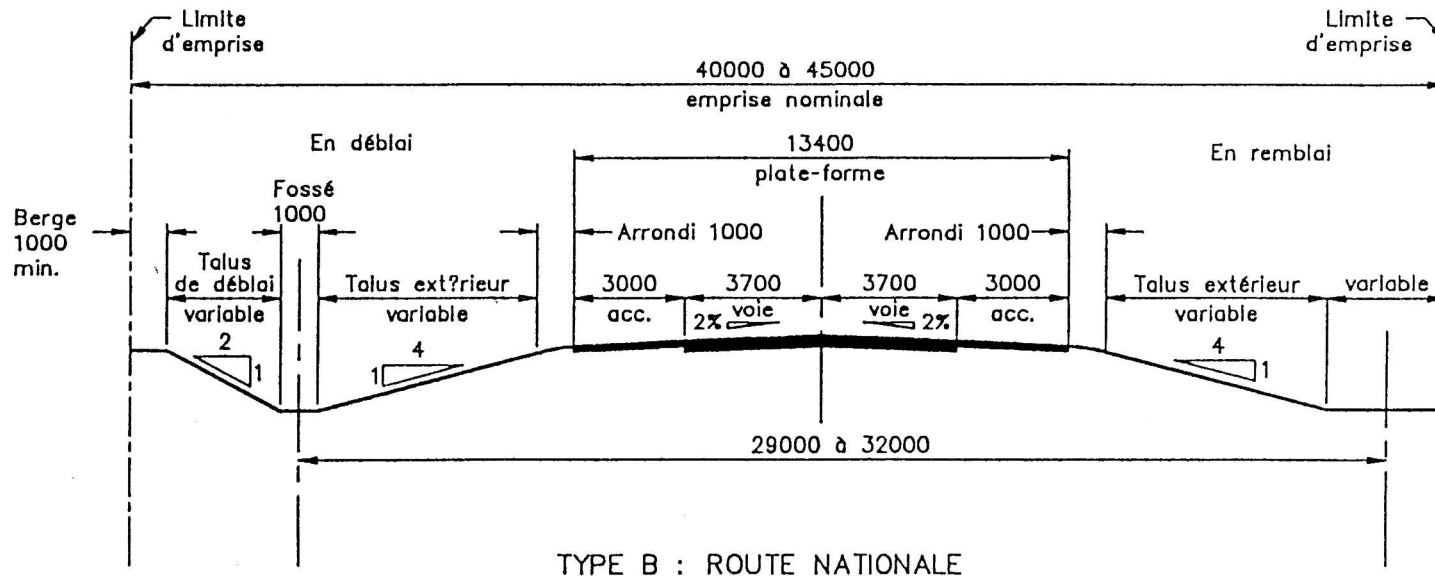 Limite
d'emprise
Limite
d'emprise
40000 à 45000
emprise nominale
En déblai
13400
plate-forme
En remblai
Fossé
1000
Berge
1000
min.
Arrondi 1000
Arrondi 1000
Talus
de déblai
variable
Talus ext?rieur
variable
3000
acc.
3700
voie
3700
voie
3000
acc.
Talus extérieur
variable
variable
2%
2%
2
1
4
1
4
1
29000 à 32000
TYPE B : ROUTE NATIONALE